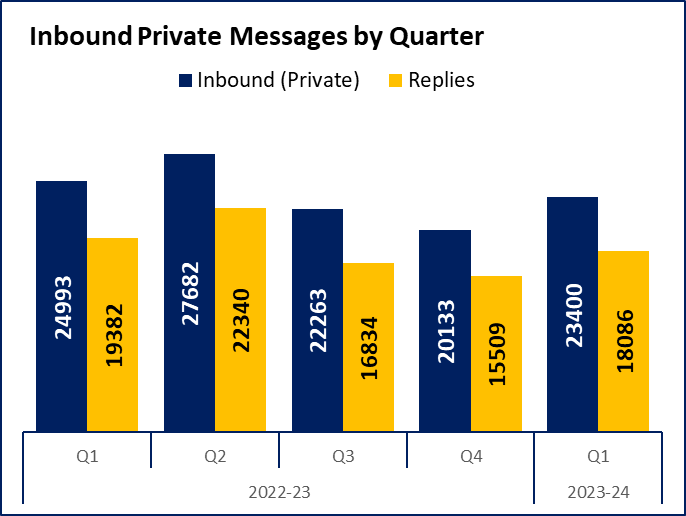 Inbound Private Messages by Quarter
Inbound (Private) Replies
24993 19382 27682 22340 22263 16834 20133 15509 23400 18086
Q1 Q2 Q3 Q4 Q1
2022-23 2023-24